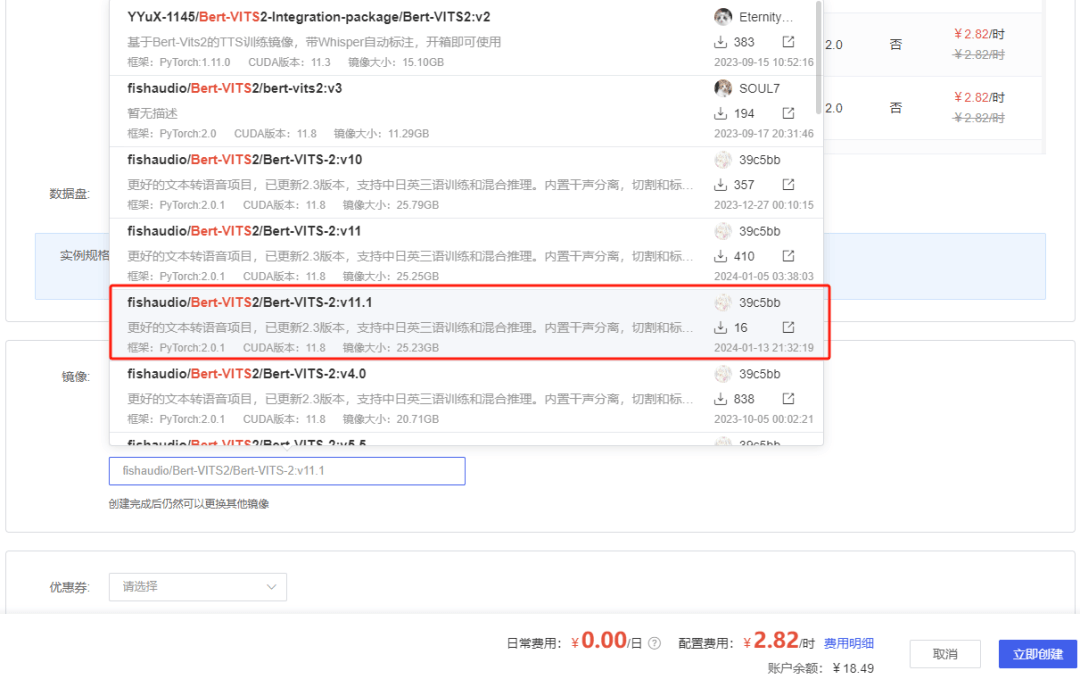 YYuX-1145/Bert-VITS2-Integration-package/Bert-VITS2:v2
Eternity...
基于Bert-Vits2的TTS训练镜像，带Whisper自动标注，开箱即可使用
383
框架：PyTorch:1.11.0 CUDA版本：11.3 镜像大小：15.10GB
2023-09-15 10:52:16
2.0 否 ￥2.82/时
￥2.82/时
fishaudio/Bert-VITS2/bert-vits2:v3
SOUL7
暂无描述
194
框架：PyTorch:2.0 CUDA版本：11.8 镜像大小：11.29GB
2023-09-17 20:31:46
2.0 否 ￥2.82/时
￥2.82/时
fishaudio/Bert-VITS2/Bert-VITS-2:v10
39c5bb
更好的文本转语音项目，已更新2.3版本，支持中日英三语训练和混合推理。内置干声分离，切割和标...
357
框架：PyTorch:2.0.1 CUDA版本：11.8 镜像大小：25.79GB
2023-12-27 00:10:15
数据盘:
fishaudio/Bert-VITS2/Bert-VITS-2:v11
39c5bb
更好的文本转语音项目，已更新2.3版本，支持中日英三语训练和混合推理。内置干声分离，切割和标...
410
框架：PyTorch:2.0.1 CUDA版本：11.8 镜像大小：25.25GB
2024-01-05 03:38:03
实例规格
fishaudio/Bert-VITS2/Bert-VITS-2:v11.1
39c5bb
更好的文本转语音项目，已更新2.3版本，支持中日英三语训练和混合推理。内置干声分离，切割和标...
16
框架：PyTorch:2.0.1 CUDA版本：11.8 镜像大小：25.23GB
2024-01-13 21:32:19
镜像:
fishaudio/Bert-VITS2/Bert-VITS-2:v4.0
39c5bb
更好的文本转语音项目，已更新2.3版本，支持中日英三语训练和混合推理。内置干声分离，切割和标...
838
框架：PyTorch:2.0.1 CUDA版本：11.8 镜像大小：20.71GB
2023-10-05 00:02:21
fishaudio/Bert-VITS2/Bert-VITS-2:v5.5
39c5bb
fishaudio/Bert-VITS2/Bert-VITS-2:v11.1
创建完成后仍然可以更换其他镜像
优惠券: 请选择
日常费用：￥0.00/日 ? 配置费用：￥2.82/时 费用明细
账户余额：￥18.49
取消 立即创建